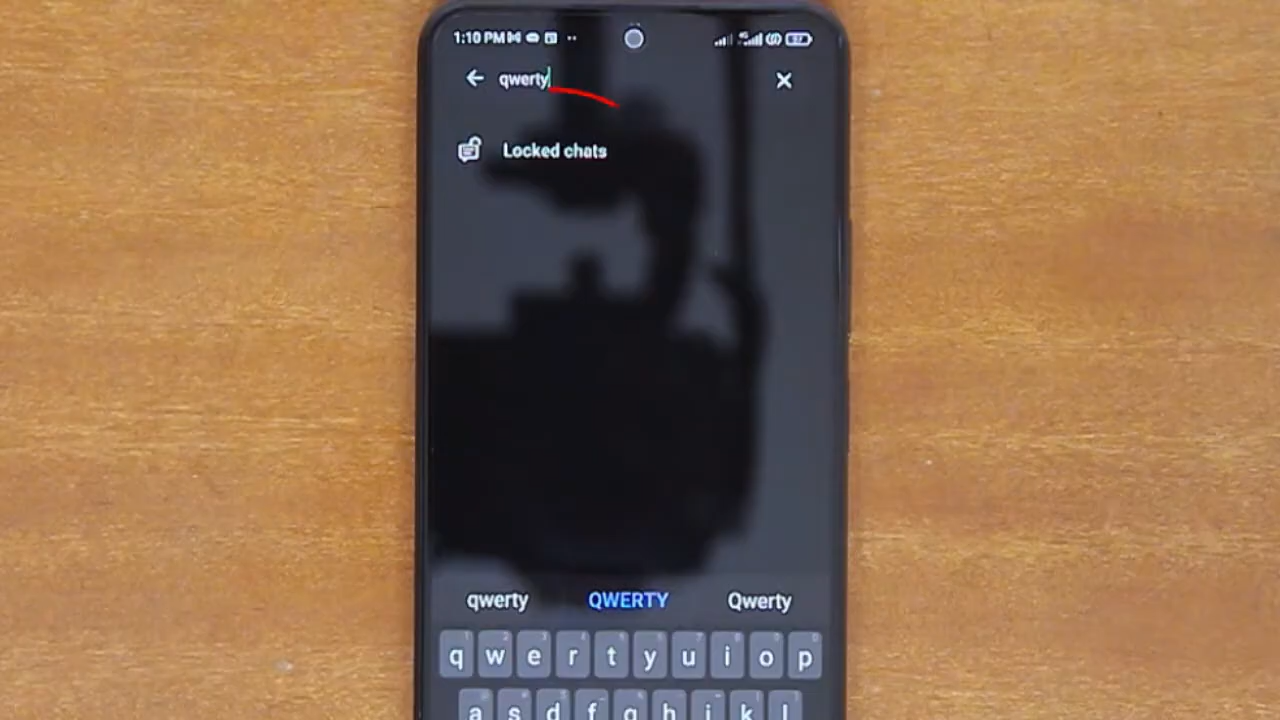 1:10 PM
qwerty
Locked chats
qwerty QWERTY Qwerty
q w e r t y u i o p
a s d f g h j k l